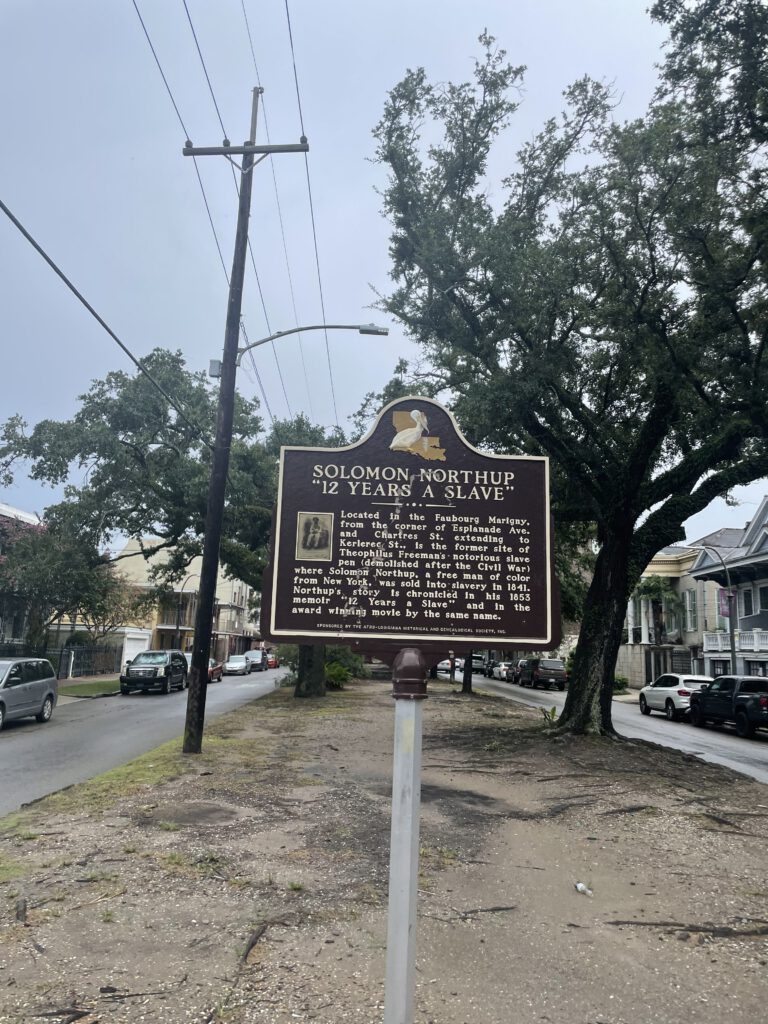 SOLOMON NORTHUP
"12 YEARS A SLAVE"
Located in the Faubourg Marigny,
from the corner of Esplanade Ave.
and Chartres St. extending to
Kerlerec St., is the former site of
Theophilus Freemans notorious slave
pen (demolished after the Civil War)
where Solomon Northup, a free man of color
from New York, was sold into slavery in 1841.
Northup's story is chronicled in his 1853
memoir "12 Years a Slave" and in the
award winning movie by the same name.
SPONSORED BY THE AFRO-LOUISIANA HISTORICAL AND GENEALOGICAL SOCIETY, INC.